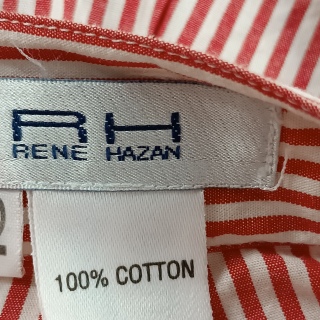 RH
RENE HAZAN
100% COTTON